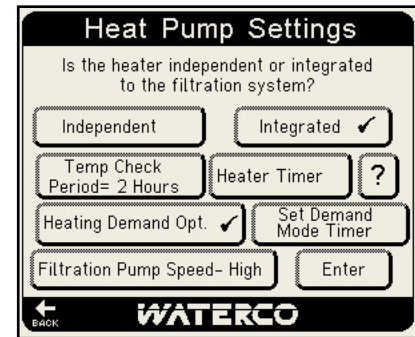 Heat Pump Settings
Is the heater independent or integrated
to the filtration system?
Independent
Integrated ✓
Temp Check
Period= 2 Hours
Heater Timer
?
Heating Demand Opt. ✓
Set Demand
Mode Timer
Filtration Pump Speed- High
Enter
BACK
WATERCO